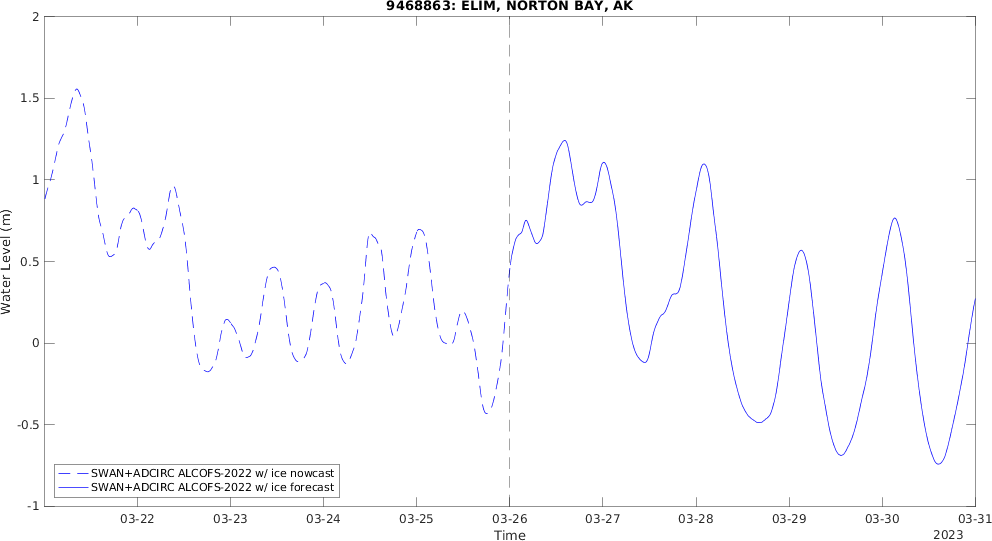 9468863: ELIM, NORTON BAY, AK
2
1.5
1
0.5
0
-0.5
-1
Water Level (m)
SWAN+ADCIRC ALCOFS-2022 w/ ice nowcast
SWAN+ADCIRC ALCOFS-2022 w/ ice forecast
03-22 03-23 03-24 03-25 03-26 03-27 03-28 03-29 03-30 03-31
Time
2023